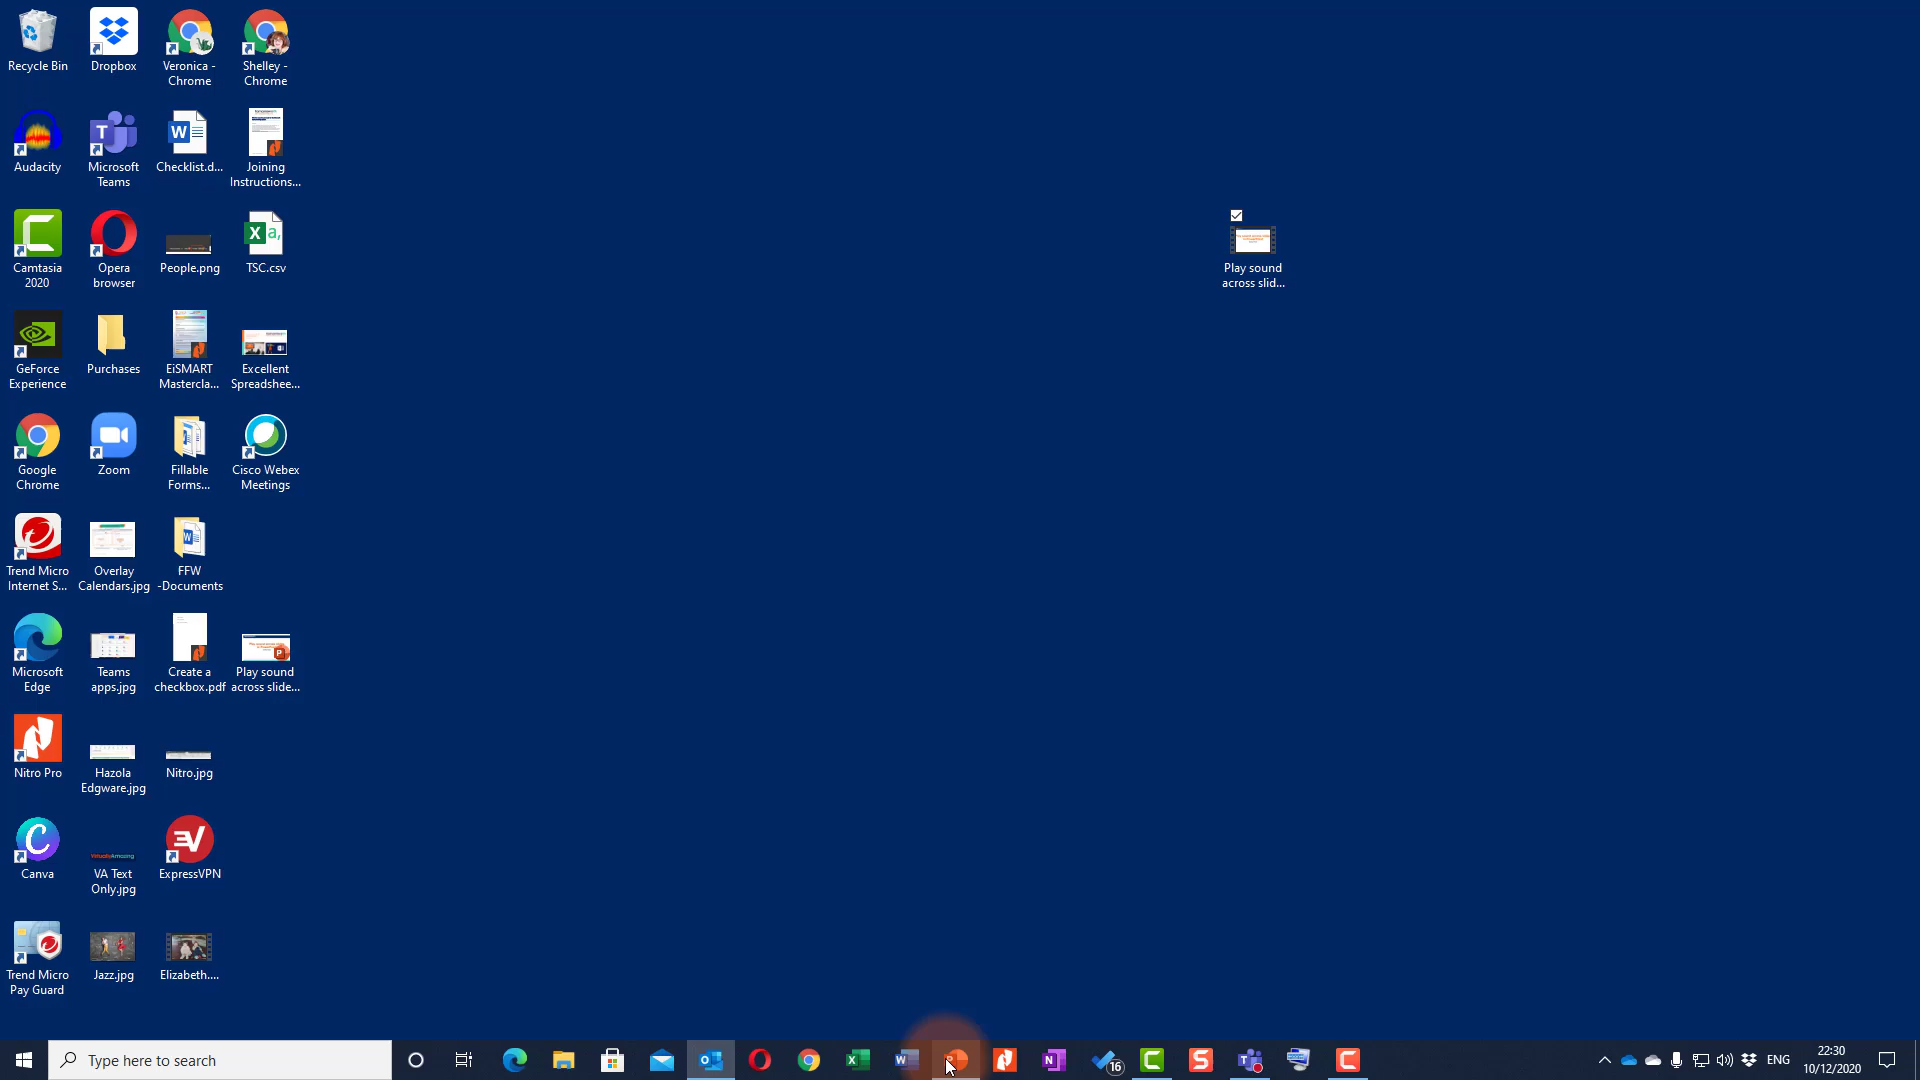 Recycle Bin
Dropbox
Veronica -
Chrome
Shelley -
Chrome
Audacity
Microsoft
Teams
Checklist.d...
Joining
Instructions...
Camtasia
2020
Opera
browser
People.png
TSC.csv
Play sound
across slid...
GeForce
Experience
Purchases
EiSMART
Mastercla...
Excellent
Spreadshee...
Google
Chrome
Zoom
Fillable
Forms...
Cisco Webex
Meetings
Trend Micro
Internet S...
Overlay
Calendars.jpg
FFW
-Documents
Microsoft
Edge
Teams
apps.jpg
Create a
checkbox.pdf
Play sound
across slide...
Nitro Pro
Hazola
Edgware.jpg
Nitro.jpg
Canva
VA Text
Only.jpg
ExpressVPN
Trend Micro
Pay Guard
Jazz.jpg
Elizabeth....
Type here to search
16
ENG
22:30
10/12/2020